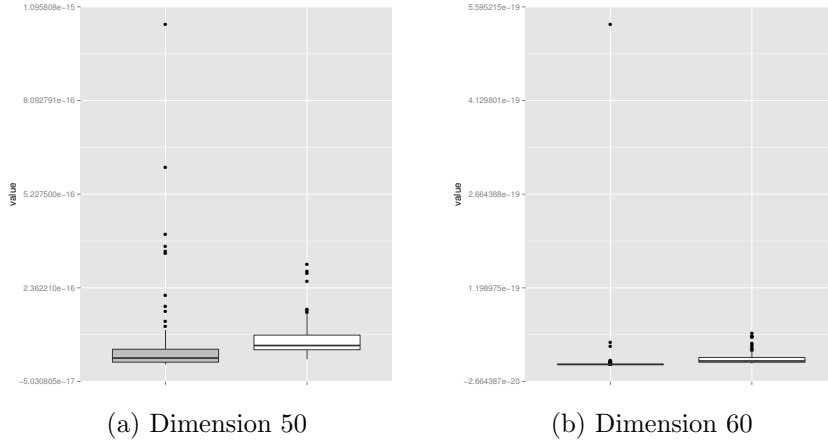 1.095808e−15
8.092791e−16
5.227500e−16
2.362210e−16
−5.030805e−17
value
(a) Dimension 50
5.595215e−19
4.129801e−19
2.664388e−19
1.198975e−19
−2.664387e−20
value
(b) Dimension 60